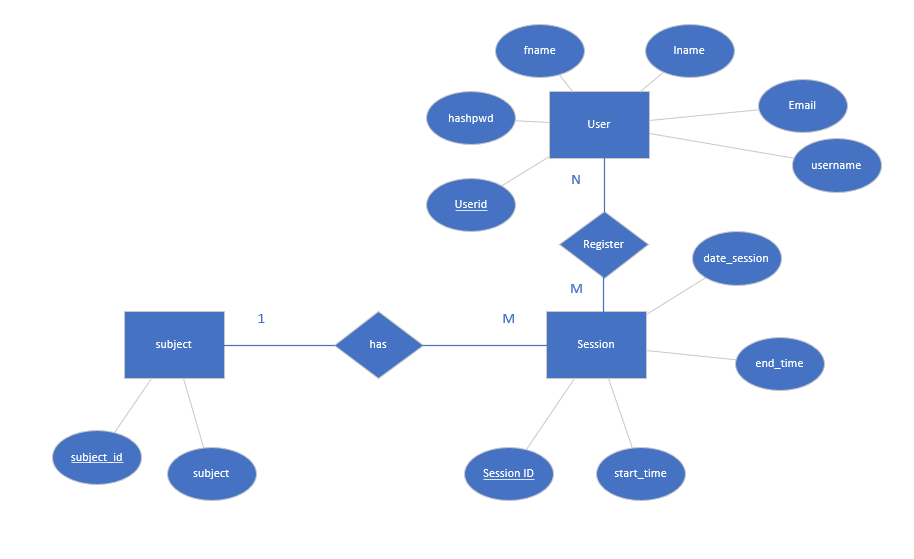 fname
lname
Email
hashpwd
User
username
N
Userid
Register
date_session
M
1
M
subject
has
Session
end_time
subject_id
subject
Session ID
start_time